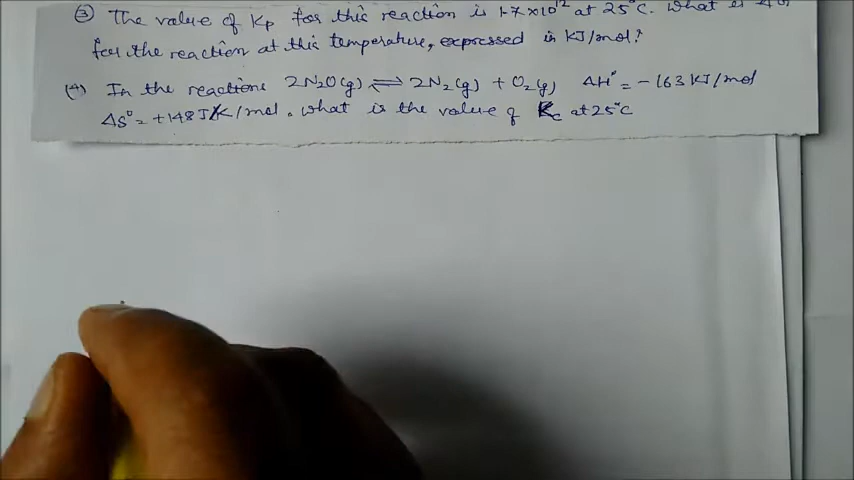 ③ The value of Kp for this reaction is 1.7×10¹² at 25°C. What is
for the reaction at this temperature, expressed in KJ/mol?
(4) In the reactions 2N₂O(g) ⇌ 2N₂(g) + O₂(g) ΔH° = -163 KJ/mol
ΔS° = +148 J/K/mol. what is the value of Kc at 25°C